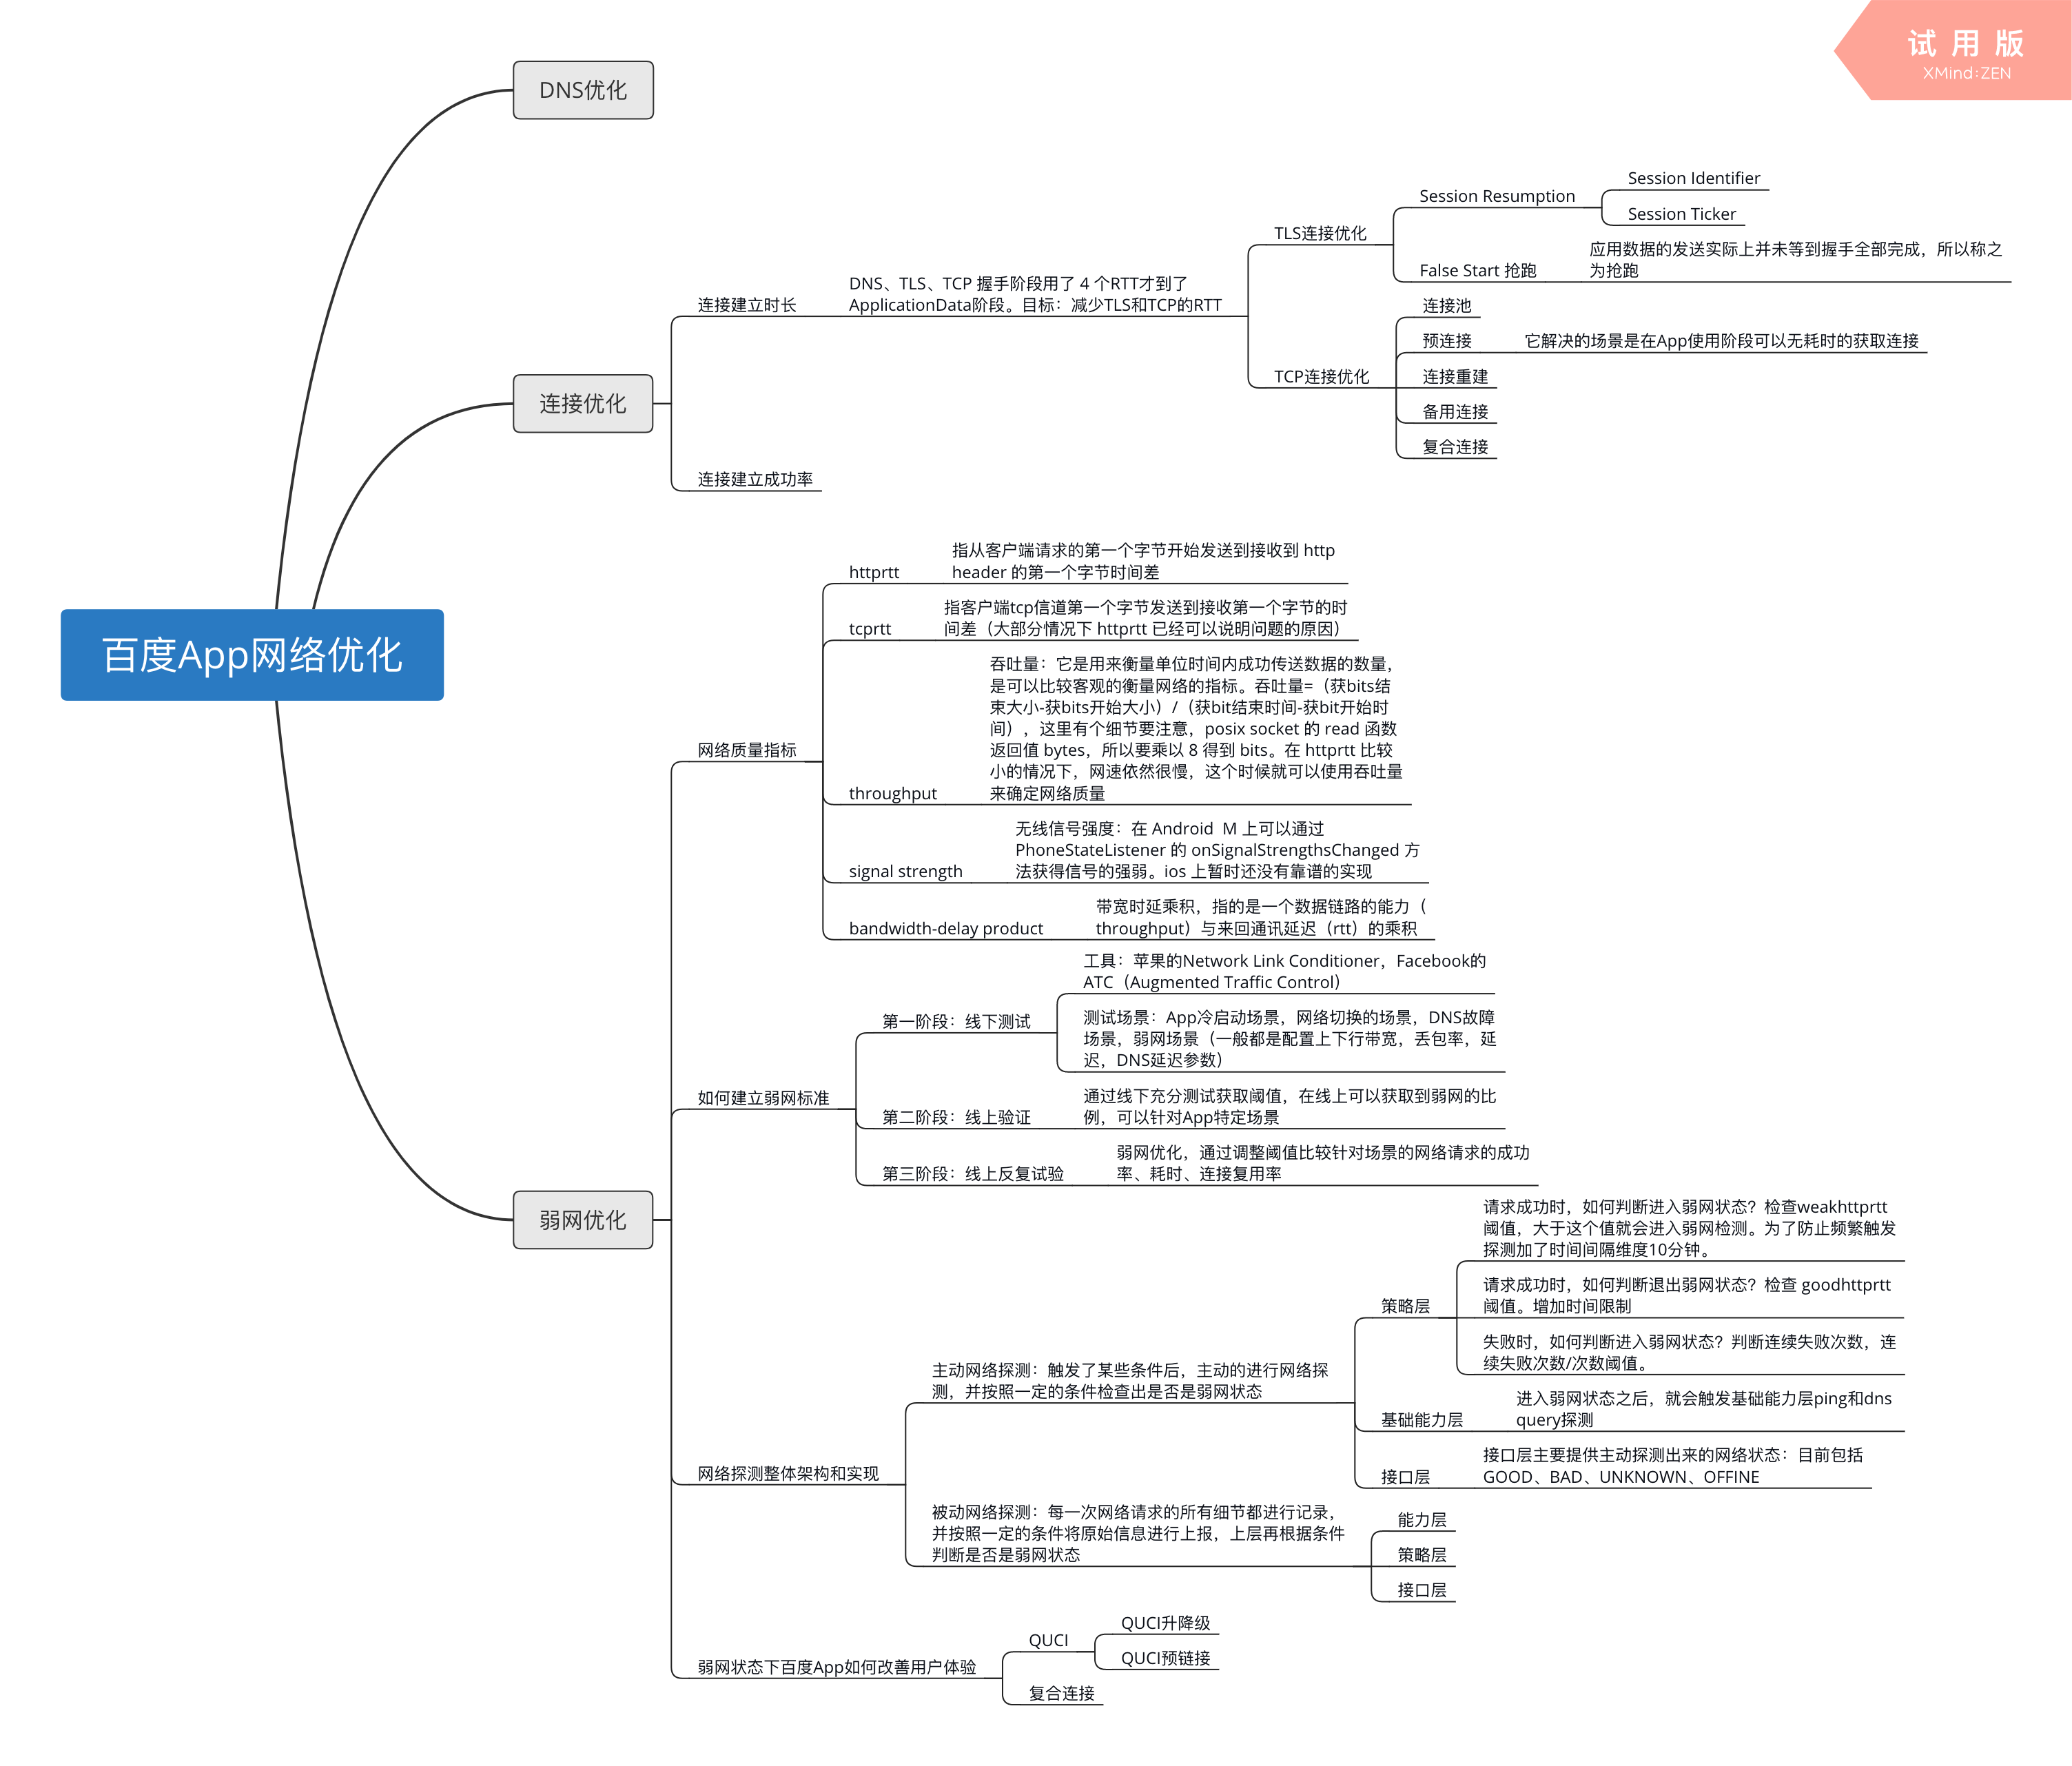 试用版
XMind:ZEN
百度App网络优化
DNS优化
连接优化
连接建立时长
DNS、TLS、TCP 握手阶段用了 4 个RTT才到了
ApplicationData阶段。目标：减少TLS和TCP的RTT
TLS连接优化
Session Resumption
Session Identifier
Session Ticker
False Start 抢跑
应用数据的发送实际上并未等到握手全部完成，所以称之
为抢跑
TCP连接优化
连接池
预连接
它解决的场景是在App使用阶段可以无耗时的获取连接
连接重建
备用连接
复合连接
连接建立成功率
弱网优化
网络质量指标
httprtt
指从客户端请求的第一个字节开始发送到接收到 http
header 的第一个字节时间差
tcprtt
指客户端tcp信道第一个字节发送到接收第一个字节的时
间差（大部分情况下 httprtt 已经可以说明问题的原因）
throughput
吞吐量：它是用来衡量单位时间内成功传送数据的数量，
是可以比较客观的衡量网络的指标。吞吐量=（获bits结
束大小-获bits开始大小）/（获bit结束时间-获bit开始时
间），这里有个细节要注意，posix socket 的 read 函数
返回值 bytes，所以要乘以 8 得到 bits。在 httprtt 比较
小的情况下，网速依然很慢，这个时候就可以使用吞吐量
来确定网络质量
signal strength
无线信号强度：在 Android  M 上可以通过
PhoneStateListener 的 onSignalStrengthsChanged 方
法获得信号的强弱。ios 上暂时还没有靠谱的实现
bandwidth-delay product
带宽时延乘积，指的是一个数据链路的能力（
throughput）与来回通讯延迟（rtt）的乘积
如何建立弱网标准
第一阶段：线下测试
工具：苹果的Network Link Conditioner，Facebook的
ATC（Augmented Traffic Control）
测试场景：App冷启动场景，网络切换的场景，DNS故障
场景，弱网场景（一般都是配置上下行带宽，丢包率，延
迟，DNS延迟参数）
第二阶段：线上验证
通过线下充分测试获取阈值，在线上可以获取到弱网的比
例，可以针对App特定场景
第三阶段：线上反复试验
弱网优化，通过调整阈值比较针对场景的网络请求的成功
率、耗时、连接复用率
网络探测整体架构和实现
主动网络探测：触发了某些条件后，主动的进行网络探
测，并按照一定的条件检查出是否是弱网状态
策略层
请求成功时，如何判断进入弱网状态？检查weakhttprtt
阈值，大于这个值就会进入弱网检测。为了防止频繁触发
探测加了时间间隔维度10分钟。
请求成功时，如何判断退出弱网状态？检查 goodhttprtt
阈值。增加时间限制
失败时，如何判断进入弱网状态？判断连续失败次数，连
续失败次数/次数阈值。
基础能力层
进入弱网状态之后，就会触发基础能力层ping和dns
query探测
接口层
接口层主要提供主动探测出来的网络状态：目前包括
GOOD、BAD、UNKNOWN、OFFINE
被动网络探测：每一次网络请求的所有细节都进行记录，
并按照一定的条件将原始信息进行上报，上层再根据条件
判断是否是弱网状态
能力层
策略层
接口层
弱网状态下百度App如何改善用户体验
QUCI
QUCI升降级
QUCI预链接
复合连接